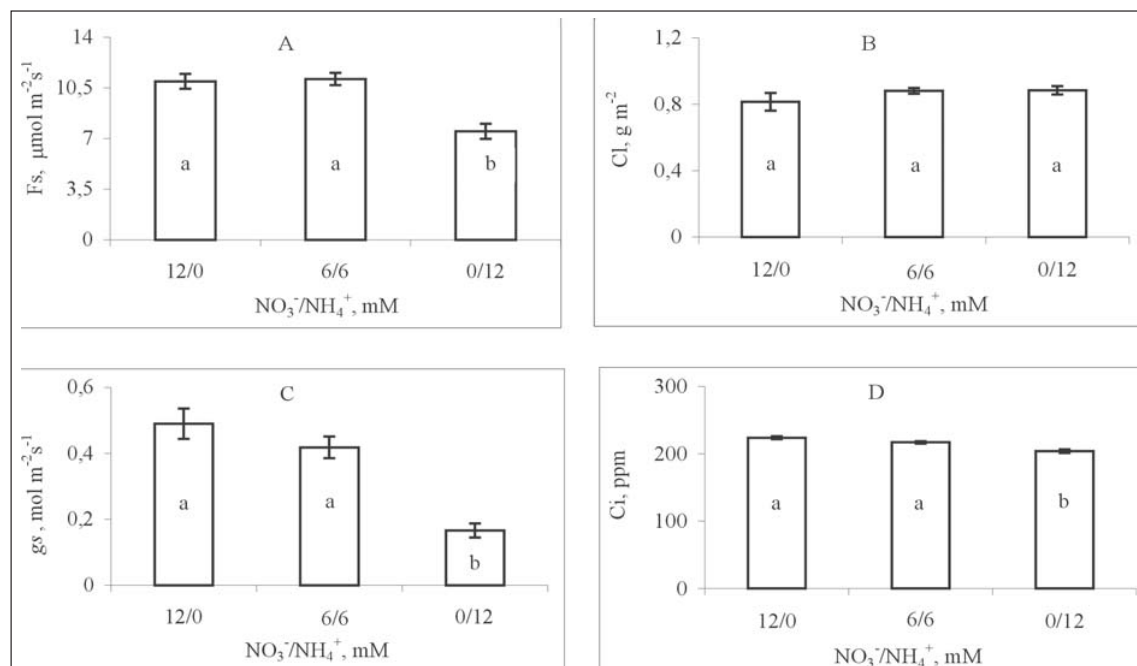 A
Fs, μmol m⁻²s⁻¹
14
10,5
7
3,5
0
a
a
b
12/0
6/6
0/12
NO₃⁻/NH₄⁺, mM
B
Cl, g m⁻²
1,2
0,8
0,4
0
a
a
a
12/0
6/6
0/12
NO₃⁻/NH₄⁺, mM
C
gs , mol m⁻²s⁻¹
0,6
0,4
0,2
0
a
a
b
12/0
6/6
0/12
NO₃⁻/NH₄⁺, mM
D
Ci, ppm
300
200
100
0
a
a
b
12/0
6/6
0/12
NO₃⁻/NH₄⁺, mM